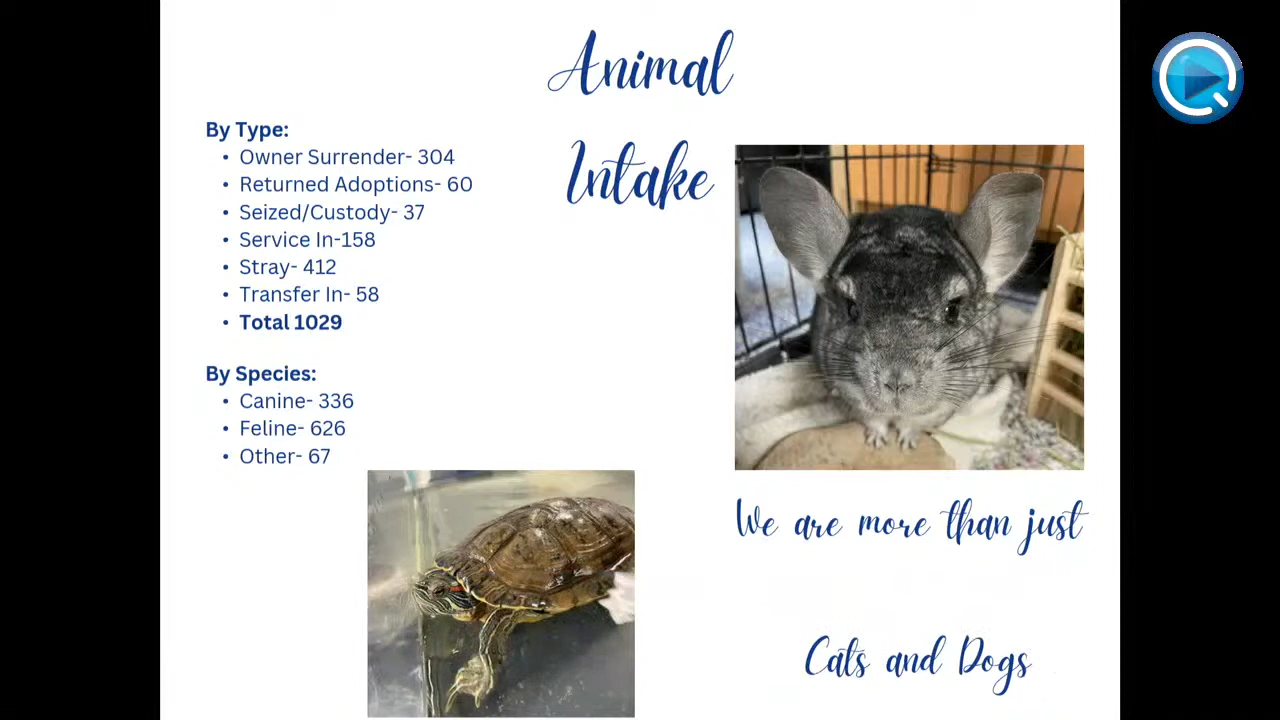 Animal
Intake
By Type:
• Owner Surrender- 304
• Returned Adoptions- 60
• Seized/Custody- 37
• Service In-158
• Stray- 412
• Transfer In- 58
• Total 1029
By Species:
• Canine- 336
• Feline- 626
• Other- 67
We are more than just
Cats and Dogs